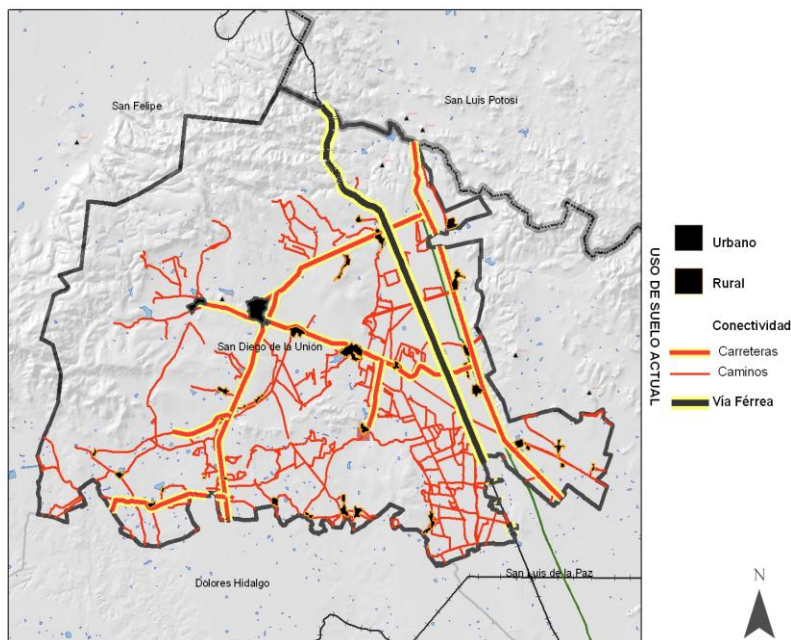 San Felipe
San Luis Potosi
San Diego de la Unión
Dolores Hidalgo
San Luis de la Paz
USO DE SUELO ACTUAL
Urbano
Rural
Conectividad
Carreteras
Caminos
Vía Férrea
N